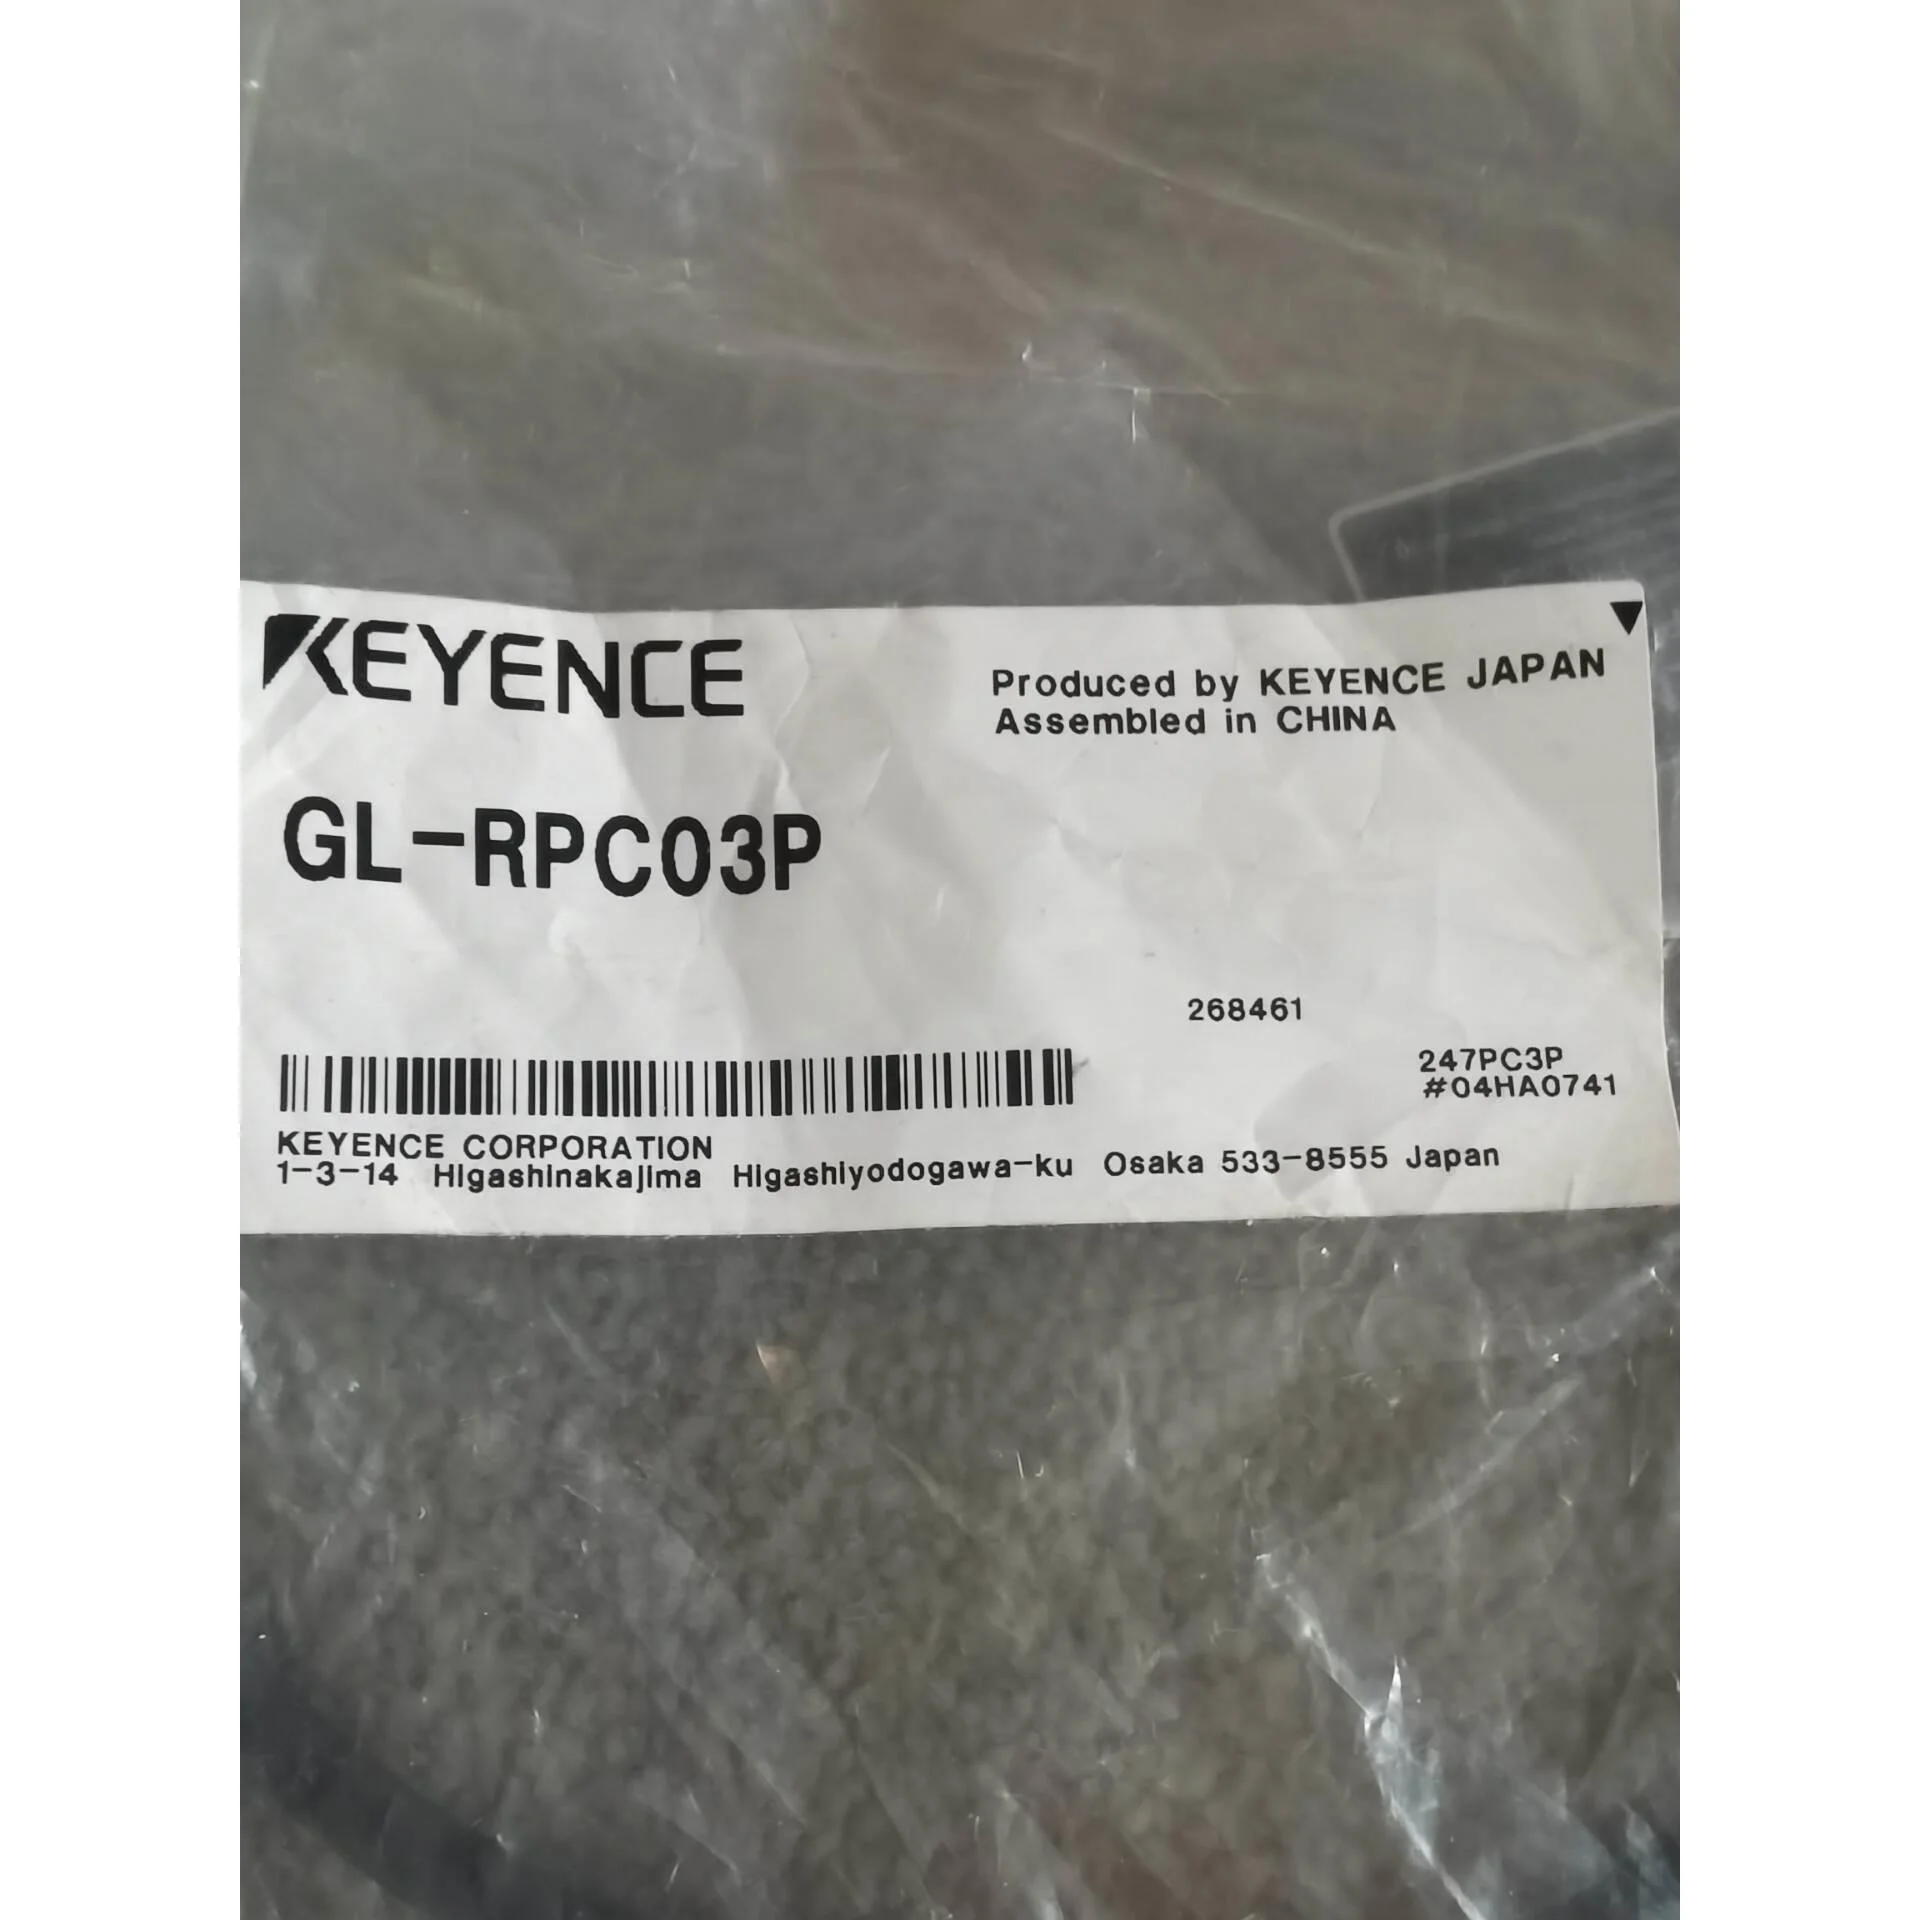 KEYENCE
Produced by KEYENCE JAPAN
Assembled in CHINA
GL-RPC03P
268461
247PC3P
#04HA0741
KEYENCE CORPORATION
1-3-14 Higashinakajima Higashiyodogawa-ku Osaka 533-8555 Japan